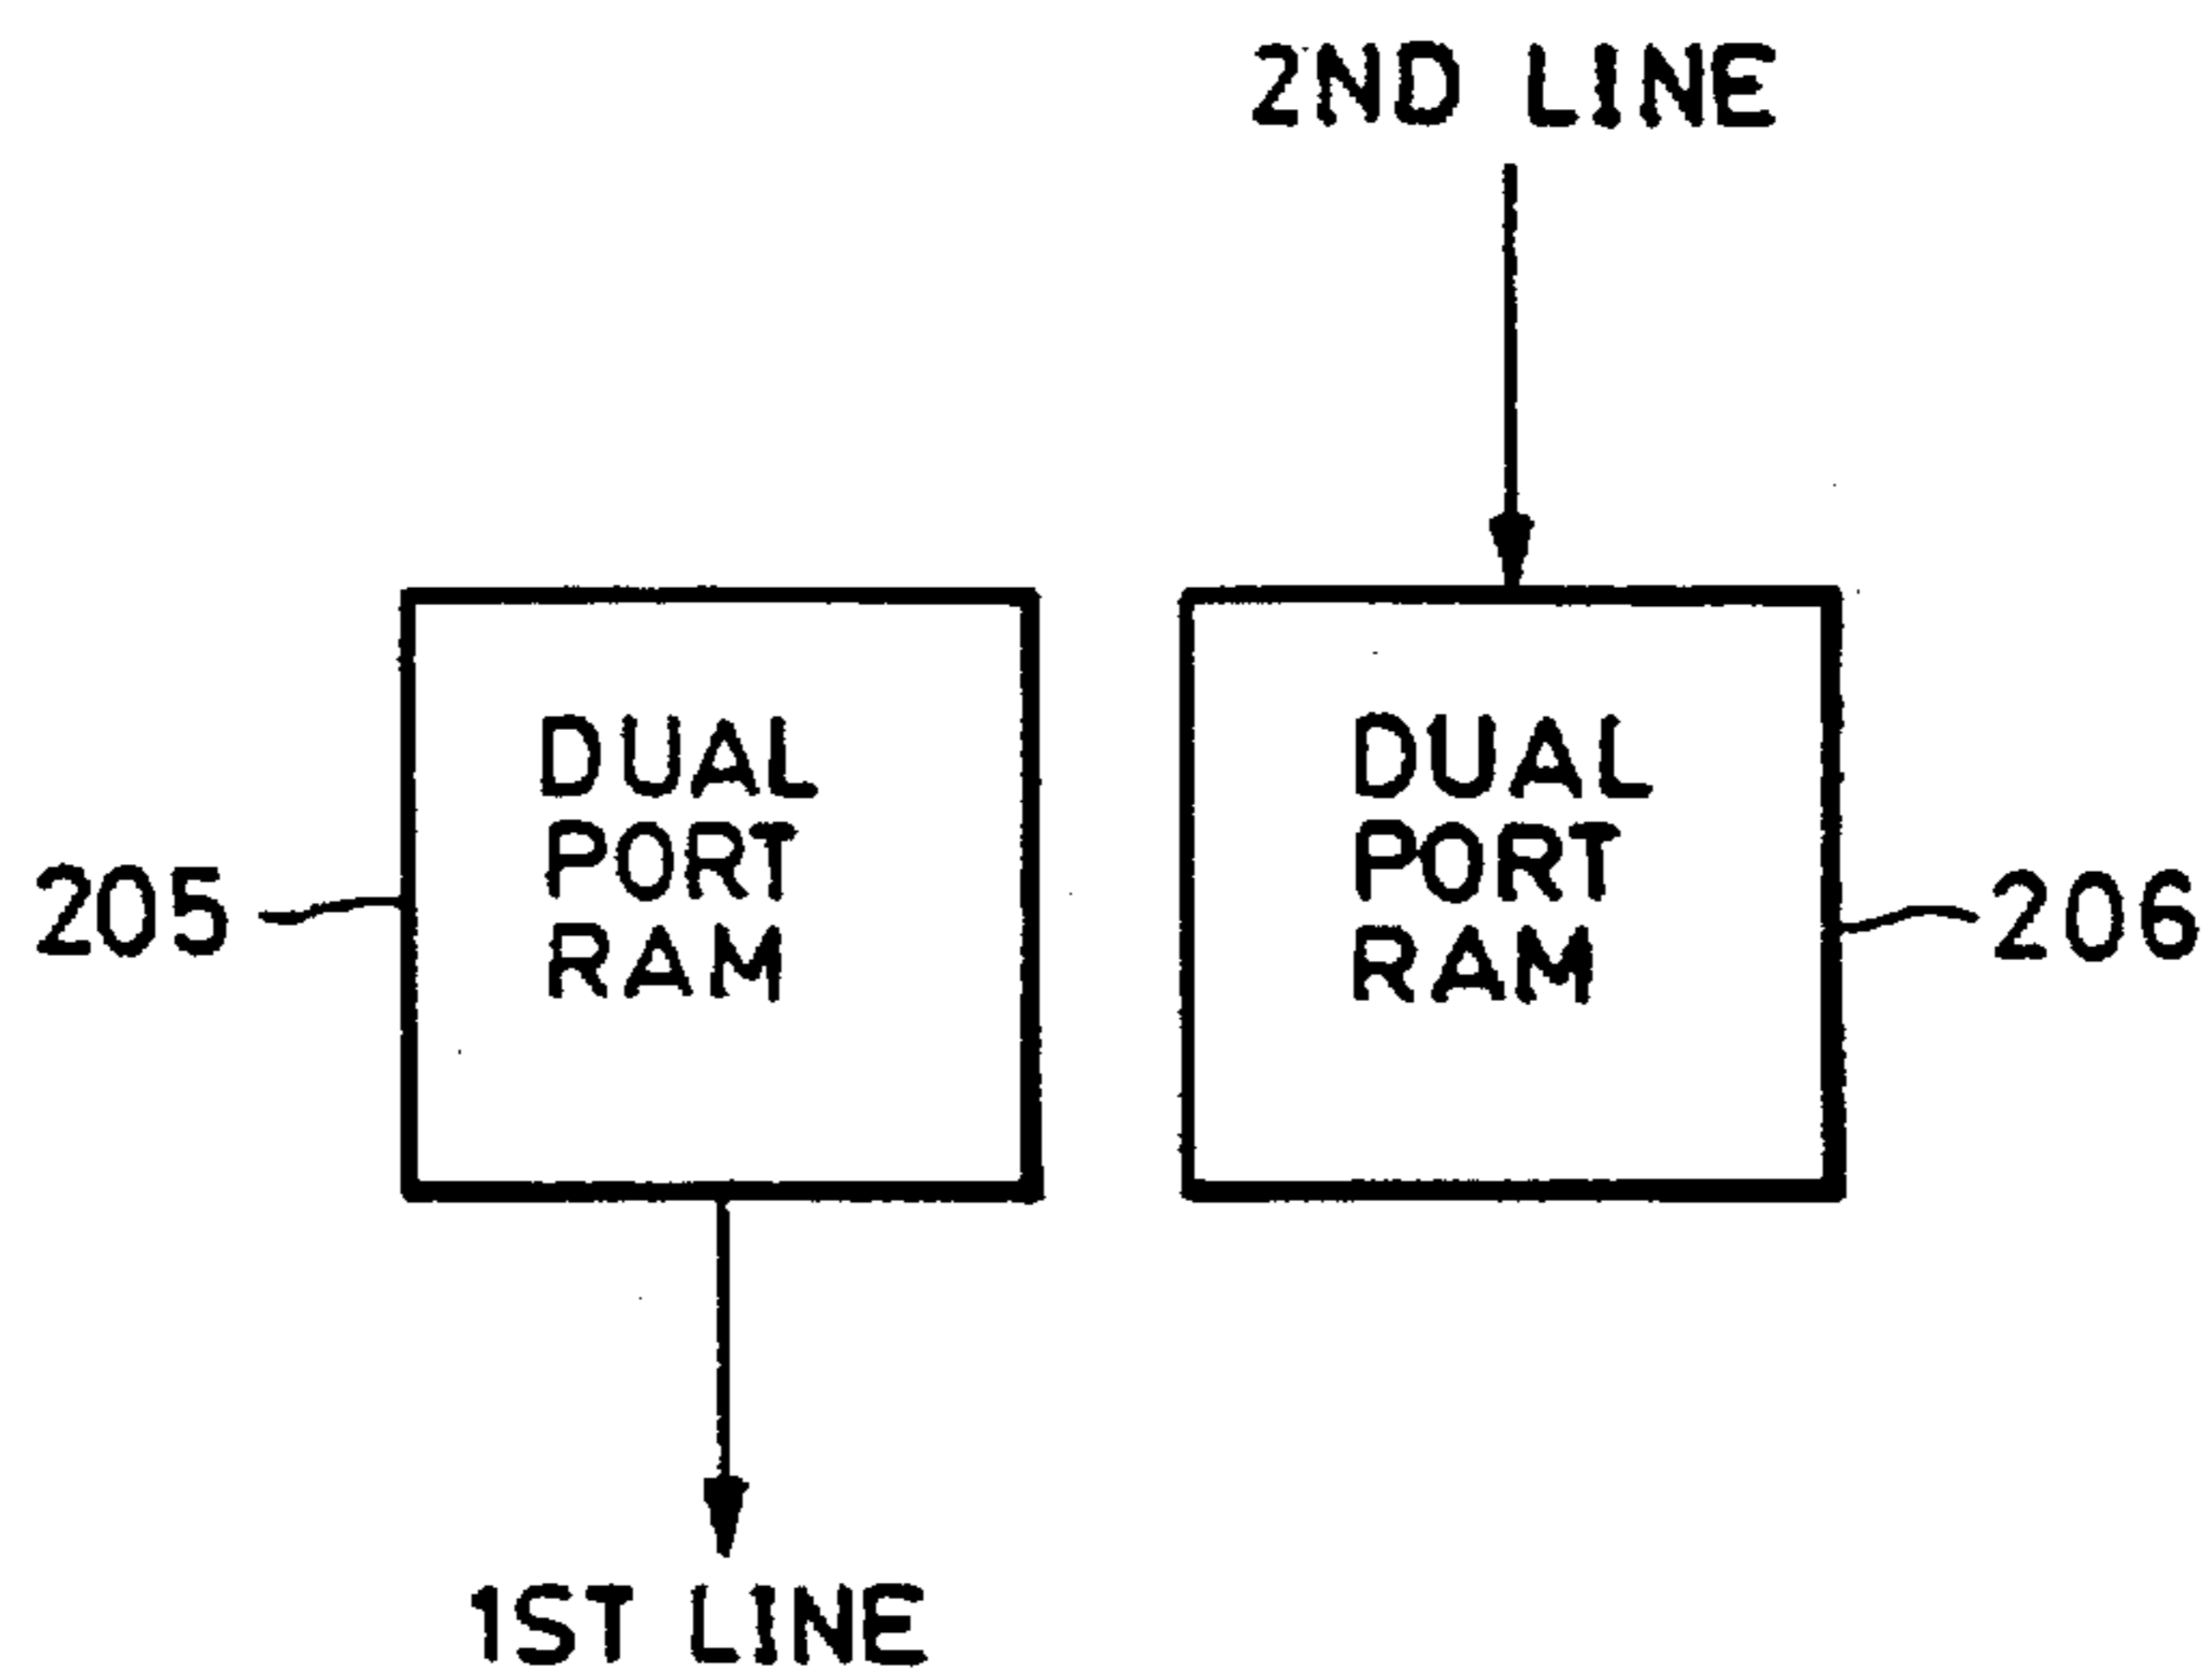 2ND LINE
DUAL
PORT
RAM
DUAL
PORT
RAM
205
206
1ST LINE